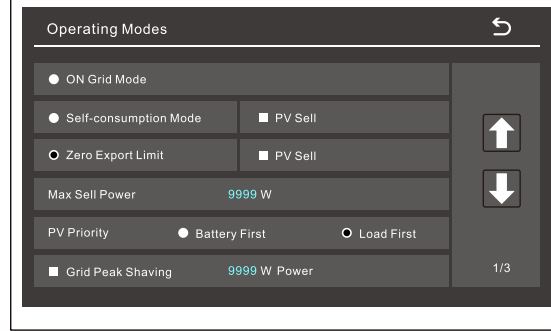 Operating Modes
ON Grid Mode
Self-consumption Mode PV Sell
Zero Export Limit PV Sell
Max Sell Power 9999 W
PV Priority Battery First Load First
Grid Peak Shaving 9999 W Power
1/3